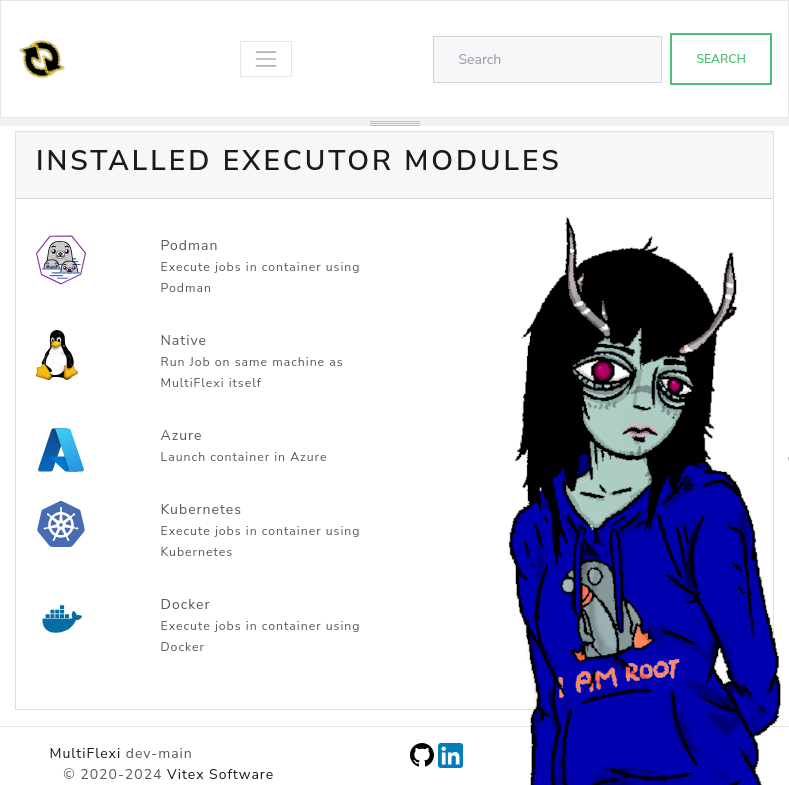 Search
SEARCH
INSTALLED EXECUTOR MODULES
Podman
Execute jobs in container using
Podman
Native
Run Job on same machine as
MultiFlexi itself
Azure
Launch container in Azure
Kubernetes
Execute jobs in container using
Kubernetes
Docker
Execute jobs in container using
Docker
I AM ROOT
MultiFlexi dev-main
© 2020-2024 Vitex Software
in